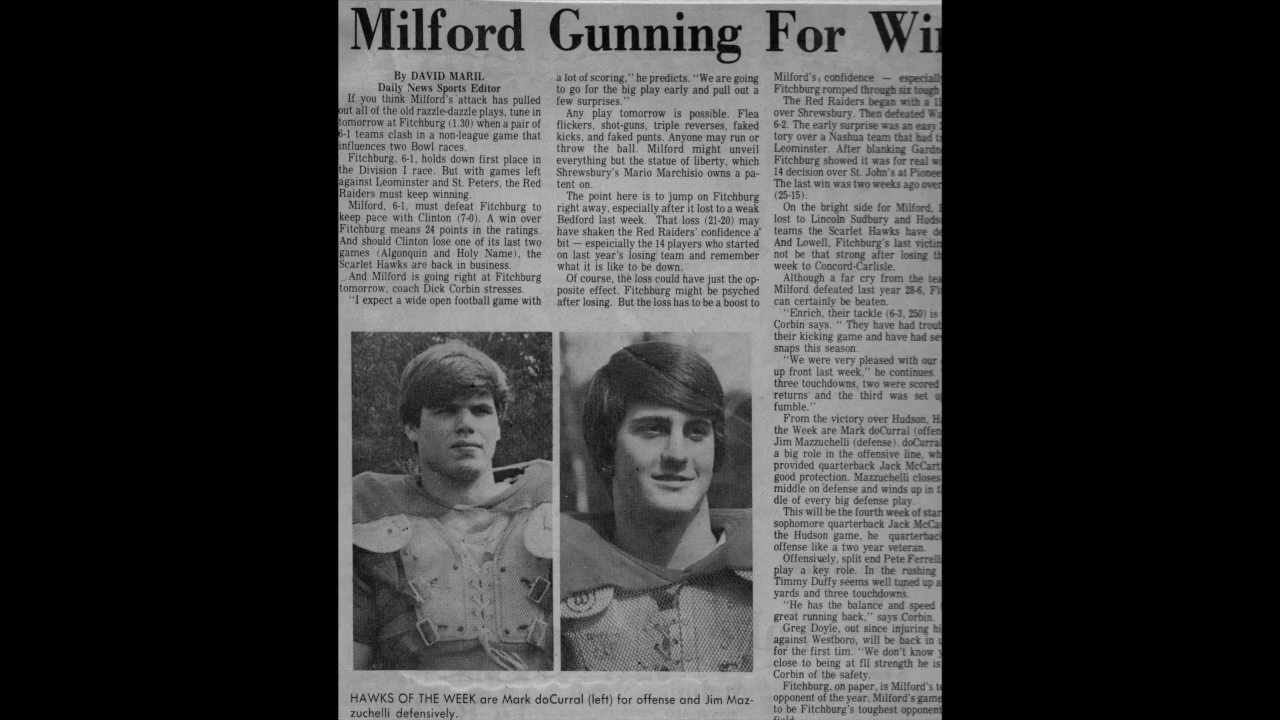 Milford Gunning For Wi
By DAVID MARIL
Daily News Sports Editor
If you think Milford's attack has pulled
out all of the old razzle-dazzle plays, tune in
tomorrow at Fitchburg (1.30) when a pair of
6-1 teams clash in a non-league game that
influences two Bowl races.
Fitchburg, 6-1, holds down first place in
the Division I race. But with games left
against Leominster and St. Peters, the Red
Raiders must keep winning.
Milford, 6-1, must defeat Fitchburg to
keep pace with Clinton (7-0). A win over
Fitchburg means 24 points in the ratings.
And should Clinton lose one of its last two
games (Algonquin and Holy Name), the
Scarlet Hawks are back in business.
And Milford is going right at Fitchburg
tomorrow, coach Dick Corbin stresses.
"I expect a wide open football game with
a lot of scoring," he predicts. "We are going
to go for the big play early and pull out a
few surprises."
Any play tomorrow is possible. Flea
flickers, shot-guns, triple reverses, faked
kicks, and faked punts. Anyone may run or
throw the ball. Milford might unveil
everything but the statue of liberty, which
Shrewsbury's Mario Marchisio owns a pa-
tent on.
The point here is to jump on Fitchburg
right away, especially after it lost to a weak
Bedford last week. That loss (21-20) may
have shaken the Red Raiders' confidence a
bit — espeicially the 14 players who started
on last year's losing team and remember
what it is like to be down.
Of course, the loss could have just the op-
posite effect. Fitchburg might be psyched
after losing. But the loss has to be a boost to
Milford's confidence — especially
Fitchburg romped through six tough
The Red Raiders began with a 15
over Shrewsbury. Then defeated Wa
6-2. The early surprise was an easy
tory over a Nashua team that had t
Leominster. After blanking Gardn
Fitchburg showed it was for real wi
14 decision over St. John's at Pionee
The last win was two weeks ago over
(25-15).
On the bright side for Milford,
lost to Lincoln Sudbury and Huds
teams the Scarlet Hawks have de
And Lowell, Fitchburg's last victim
not be that strong after losing th
week to Concord-Carlisle.
Although a far cry from the tea
Milford defeated last year 28-6, Fi
can certainly be beaten.
"Enrich, their tackle (6-3, 250) is
Corbin says. " They have had troub
their kicking game and have had se
snaps this season.
"We were very pleased with our
up front last week," he continues.
three touchdowns, two were scored
returns and the third was set u
fumble."
From the victory over Hudson, H
the Week are Mark doCurral (offen
Jim Mazzuchelli (defense). doCurral
a big role in the offensive line, wh
provided quarterback Jack McCart
good protection. Mazzuchelli closes
middle on defense and winds up in t
dle of every big defense play.
This will be the fourth week of star
sophomore quarterback Jack McCa
the Hudson game, he quarterback
offense like a two year veteran.
Offensively, split end Pete Ferrell
play a key role. In the rushing
Timmy Duffy seems well tuned up a
yards and three touchdowns.
"He has the balance and speed
great running back," says Corbin.
Greg Doyle, out since injuring hi
against Westboro, will be back in
for the first tim. "We don't know
close to being at fll strength he is
Corbin of the safety.
Fitchburg, on paper, is Milford's t
opponent of the year. Milford's game
to be Fitchburg's toughest opponent
HAWKS OF THE WEEK are Mark doCurral (left) for offense and Jim Maz-
zuchelli defensively.